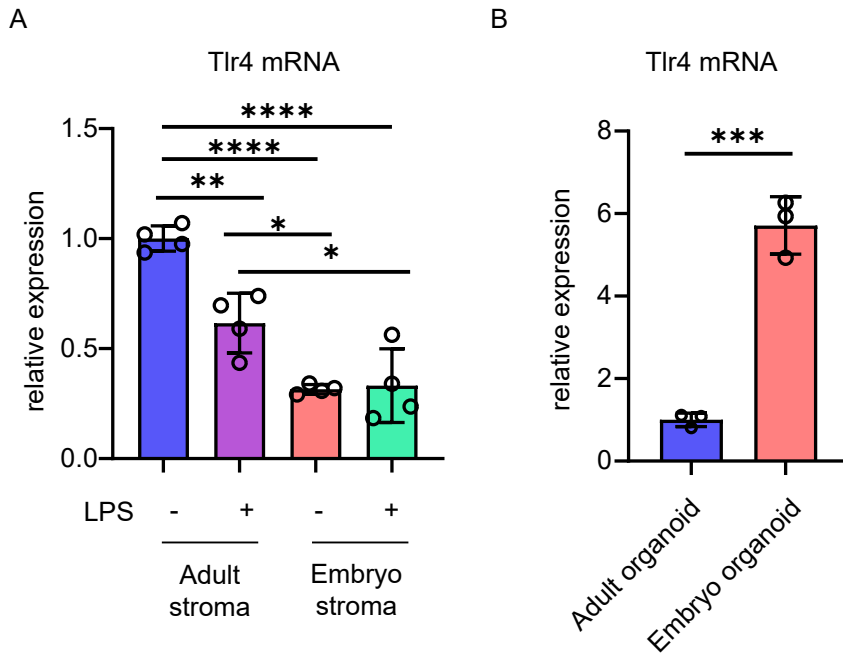 A
Tlr4 mRNA
relative expression
1.5
1.0
0.5
0.0
****
****
**
*
*
LPS - + - +
Adult stroma
Embryo stroma
B
Tlr4 mRNA
relative expression
8
6
4
2
0
***
Adult organoid
Embryo organoid